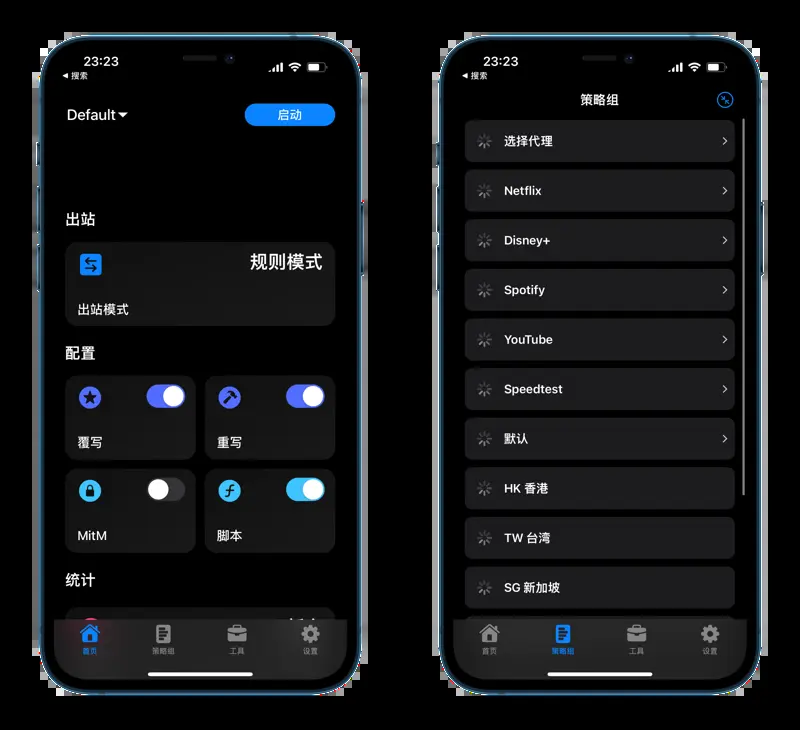 23:23
◀ 搜索
Default
启动
出站
规则模式
出站模式
配置
覆写
重写
MitM
脚本
统计
首页
策略组
工具
设置
23:23
◀ 搜索
策略组
选择代理
Netflix
Disney+
Spotify
YouTube
Speedtest
默认
HK 香港
TW 台湾
SG 新加坡
首页
策略组
工具
设置